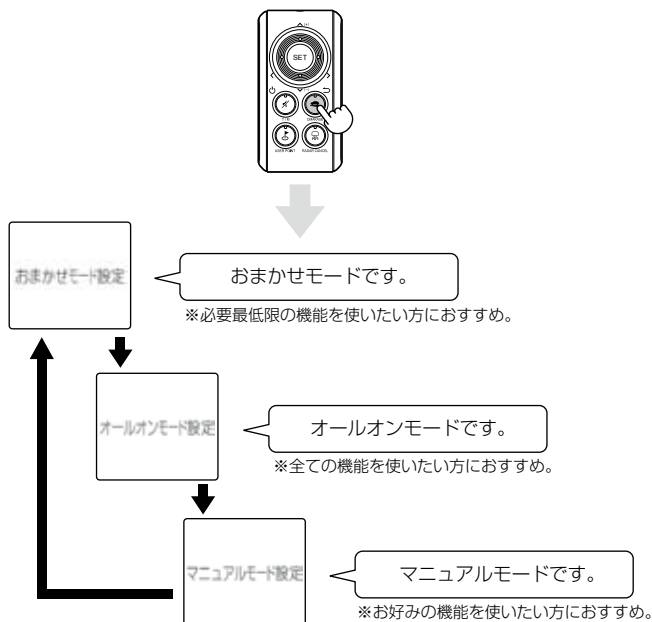 SET
USER POINT RADAR CANCEL
おまかせモード設定
おまかせモードです。
※必要最低限の機能を使いたい方におすすめ。
オールオンモード設定
オールオンモードです。
※全ての機能を使いたい方におすすめ。
マニュアルモード設定
マニュアルモードです。
※お好みの機能を使いたい方におすすめ。